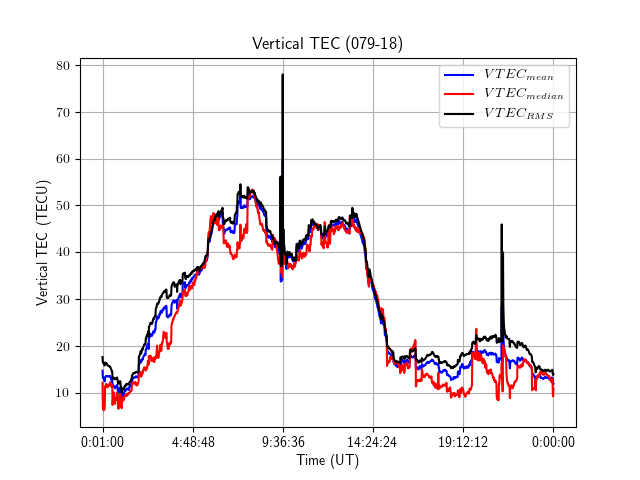 Vertical TEC (079-18)
VTEC_mean
VTEC_median
VTEC_RMS
Vertical TEC (TECU)
80
70
60
50
40
30
20
10
0:01:00 4:48:48 9:36:36 14:24:24 19:12:12 0:00:00
Time (UT)